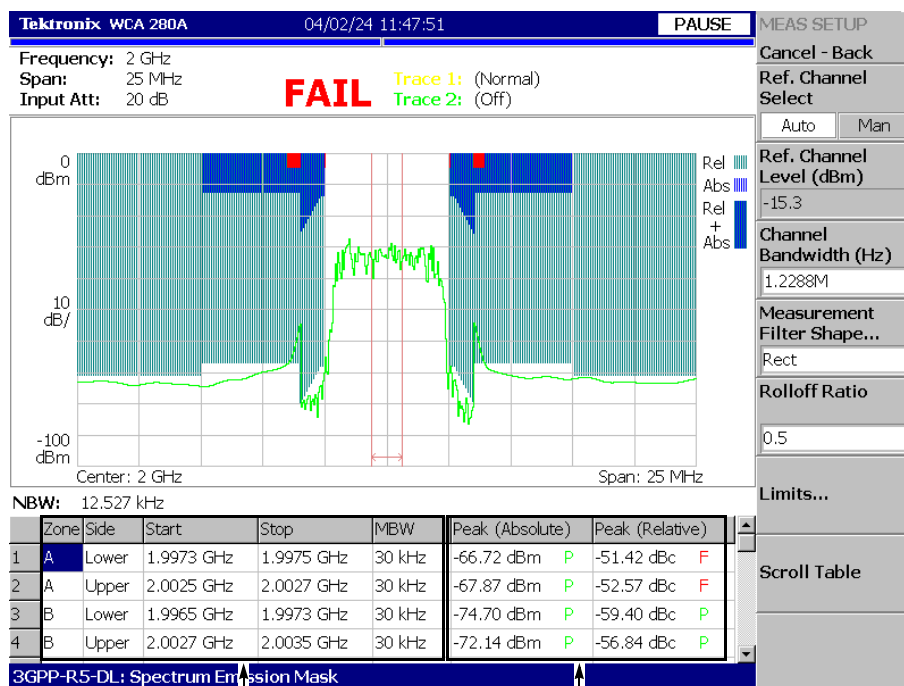 Tektronix WCA 280A 04/02/24 11:47:51 PAUSE
MEAS SETUP
Cancel - Back
Frequency: 2 GHz
Span: 25 MHz
Input Att: 20 dB
FAIL
Trace 1: (Normal)
Trace 2: (Off)
Ref. Channel
Select
Auto Man
Ref. Channel
Level (dBm)
-15.3
Channel
Bandwidth (Hz)
1.2288M
Measurement
Filter Shape...
Rect
Rolloff Ratio
0.5
Limits...
Scroll Table
0
dBm
10
dB/
-100
dBm
Rel
Abs
Rel
+
Abs
Center: 2 GHz Span: 25 MHz
NBW: 12.527 kHz
Zone Side Start Stop MBW Peak (Absolute) Peak (Relative)
1 A Lower 1.9973 GHz 1.9975 GHz 30 kHz -66.72 dBm P -51.42 dBc F
2 A Upper 2.0025 GHz 2.0027 GHz 30 kHz -67.87 dBm P -52.57 dBc F
3 B Lower 1.9965 GHz 1.9973 GHz 30 kHz -74.70 dBm P -59.40 dBc P
4 B Upper 2.0027 GHz 2.0035 GHz 30 kHz -72.14 dBm P -56.84 dBc P
3GPP-R5-DL: Spectrum Emission Mask